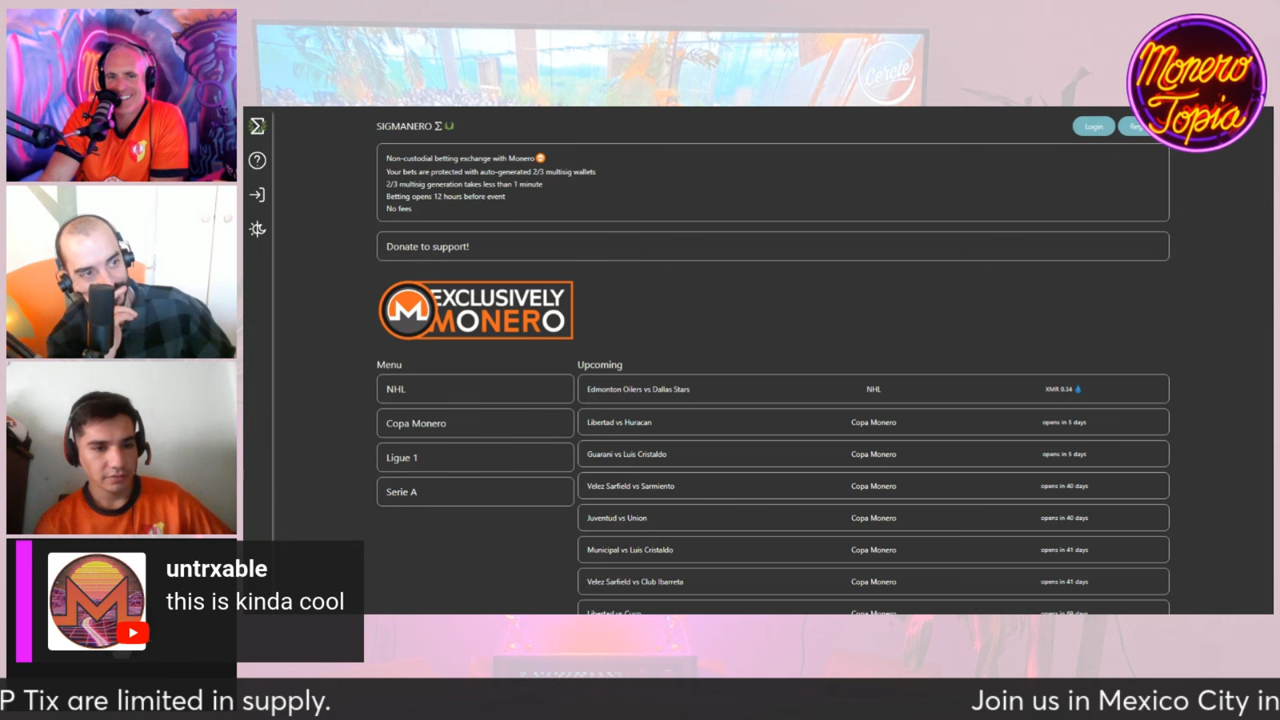 Cercle
Monero
Topia
SIGMANERO Σ
Login
Reg
Non-custodial betting exchange with Monero
Your bets are protected with auto-generated 2/3 multisig wallets
2/3 multisig generation takes less than 1 minute
Betting opens 12 hours before event
No fees
Donate to support!
EXCLUSIVELY
MONERO
Menu
NHL
Copa Monero
Ligue 1
Serie A
Upcoming
Edmonton Oilers vs Dallas Stars NHL XMR 0.34
Libertad vs Huracan Copa Monero opens in 5 days
Guarani vs Luis Cristaldo Copa Monero opens in 5 days
Velez Sarfield vs Sarmiento Copa Monero opens in 40 days
Juventud vs Union Copa Monero opens in 40 days
Municipal vs Luis Cristaldo Copa Monero opens in 41 days
Velez Sarfield vs Club Ibarreta Copa Monero opens in 41 days
untrxable
this is kinda cool
P Tix are limited in supply. Join us in Mexico City in